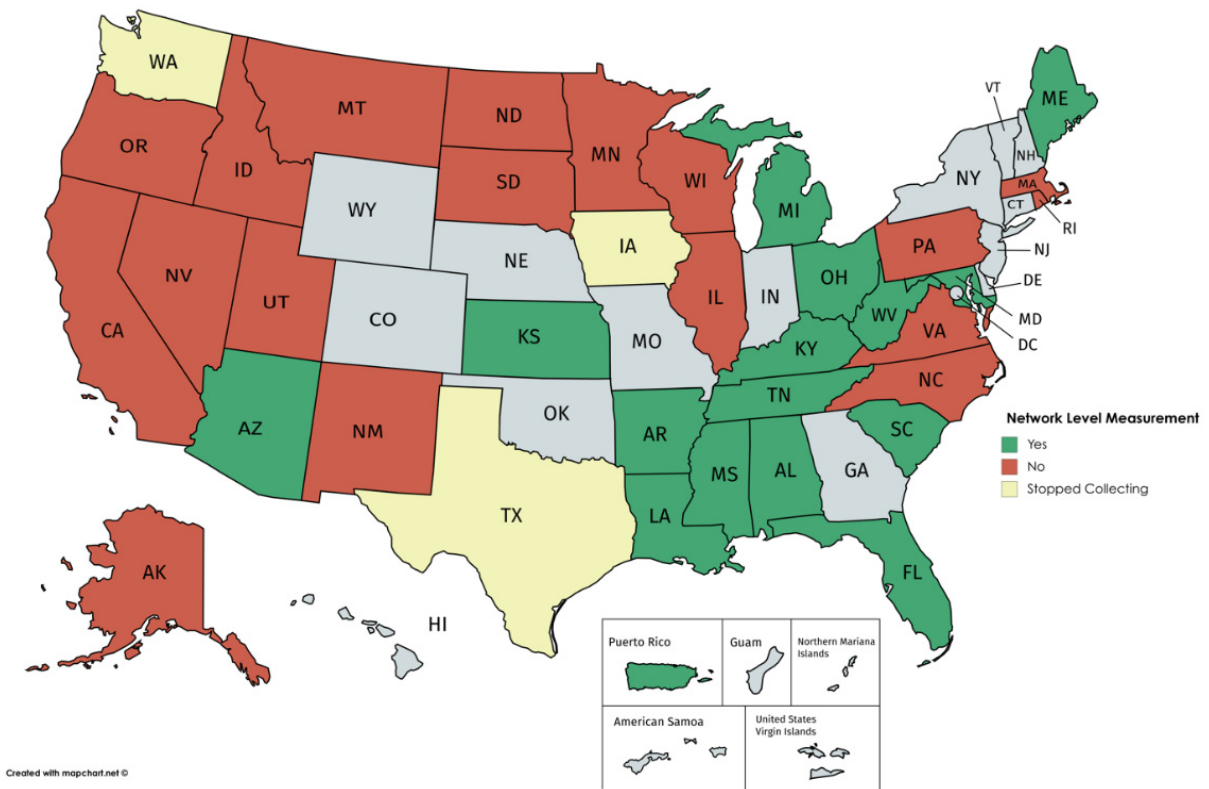 WA
MT
ND
MN
OR
ID
SD
WI
MI
VT
ME
NH
NY
MA
CT
RI
WY
NE
IA
PA
NJ
NV
UT
CO
IL
IN
OH
DE
CA
KS
MO
WV
VA
MD
DC
KY
AZ
NM
OK
AR
TN
NC
SC
MS
AL
GA
TX
LA
FL
AK
HI
Network Level Measurement
Yes
No
Stopped Collecting
Puerto Rico
Guam
Northern Mariana
Islands
American Samoa
United States
Virgin Islands
Created with mapchart.net ©